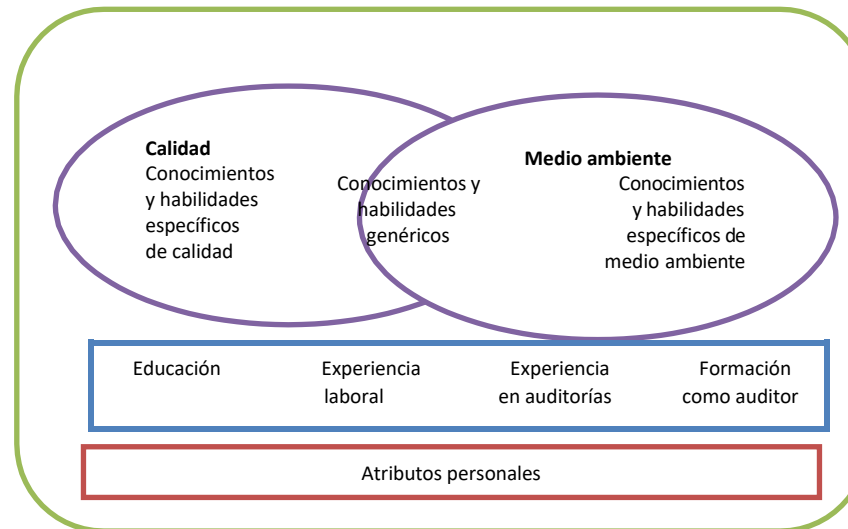 Calidad
Conocimientos
y habilidades
específicos
de calidad
Conocimientos y
habilidades
genéricos
Medio ambiente
Conocimientos
y habilidades
específicos de
medio ambiente
Educación
Experiencia
laboral
Experiencia
en auditorías
Formación
como auditor
Atributos personales